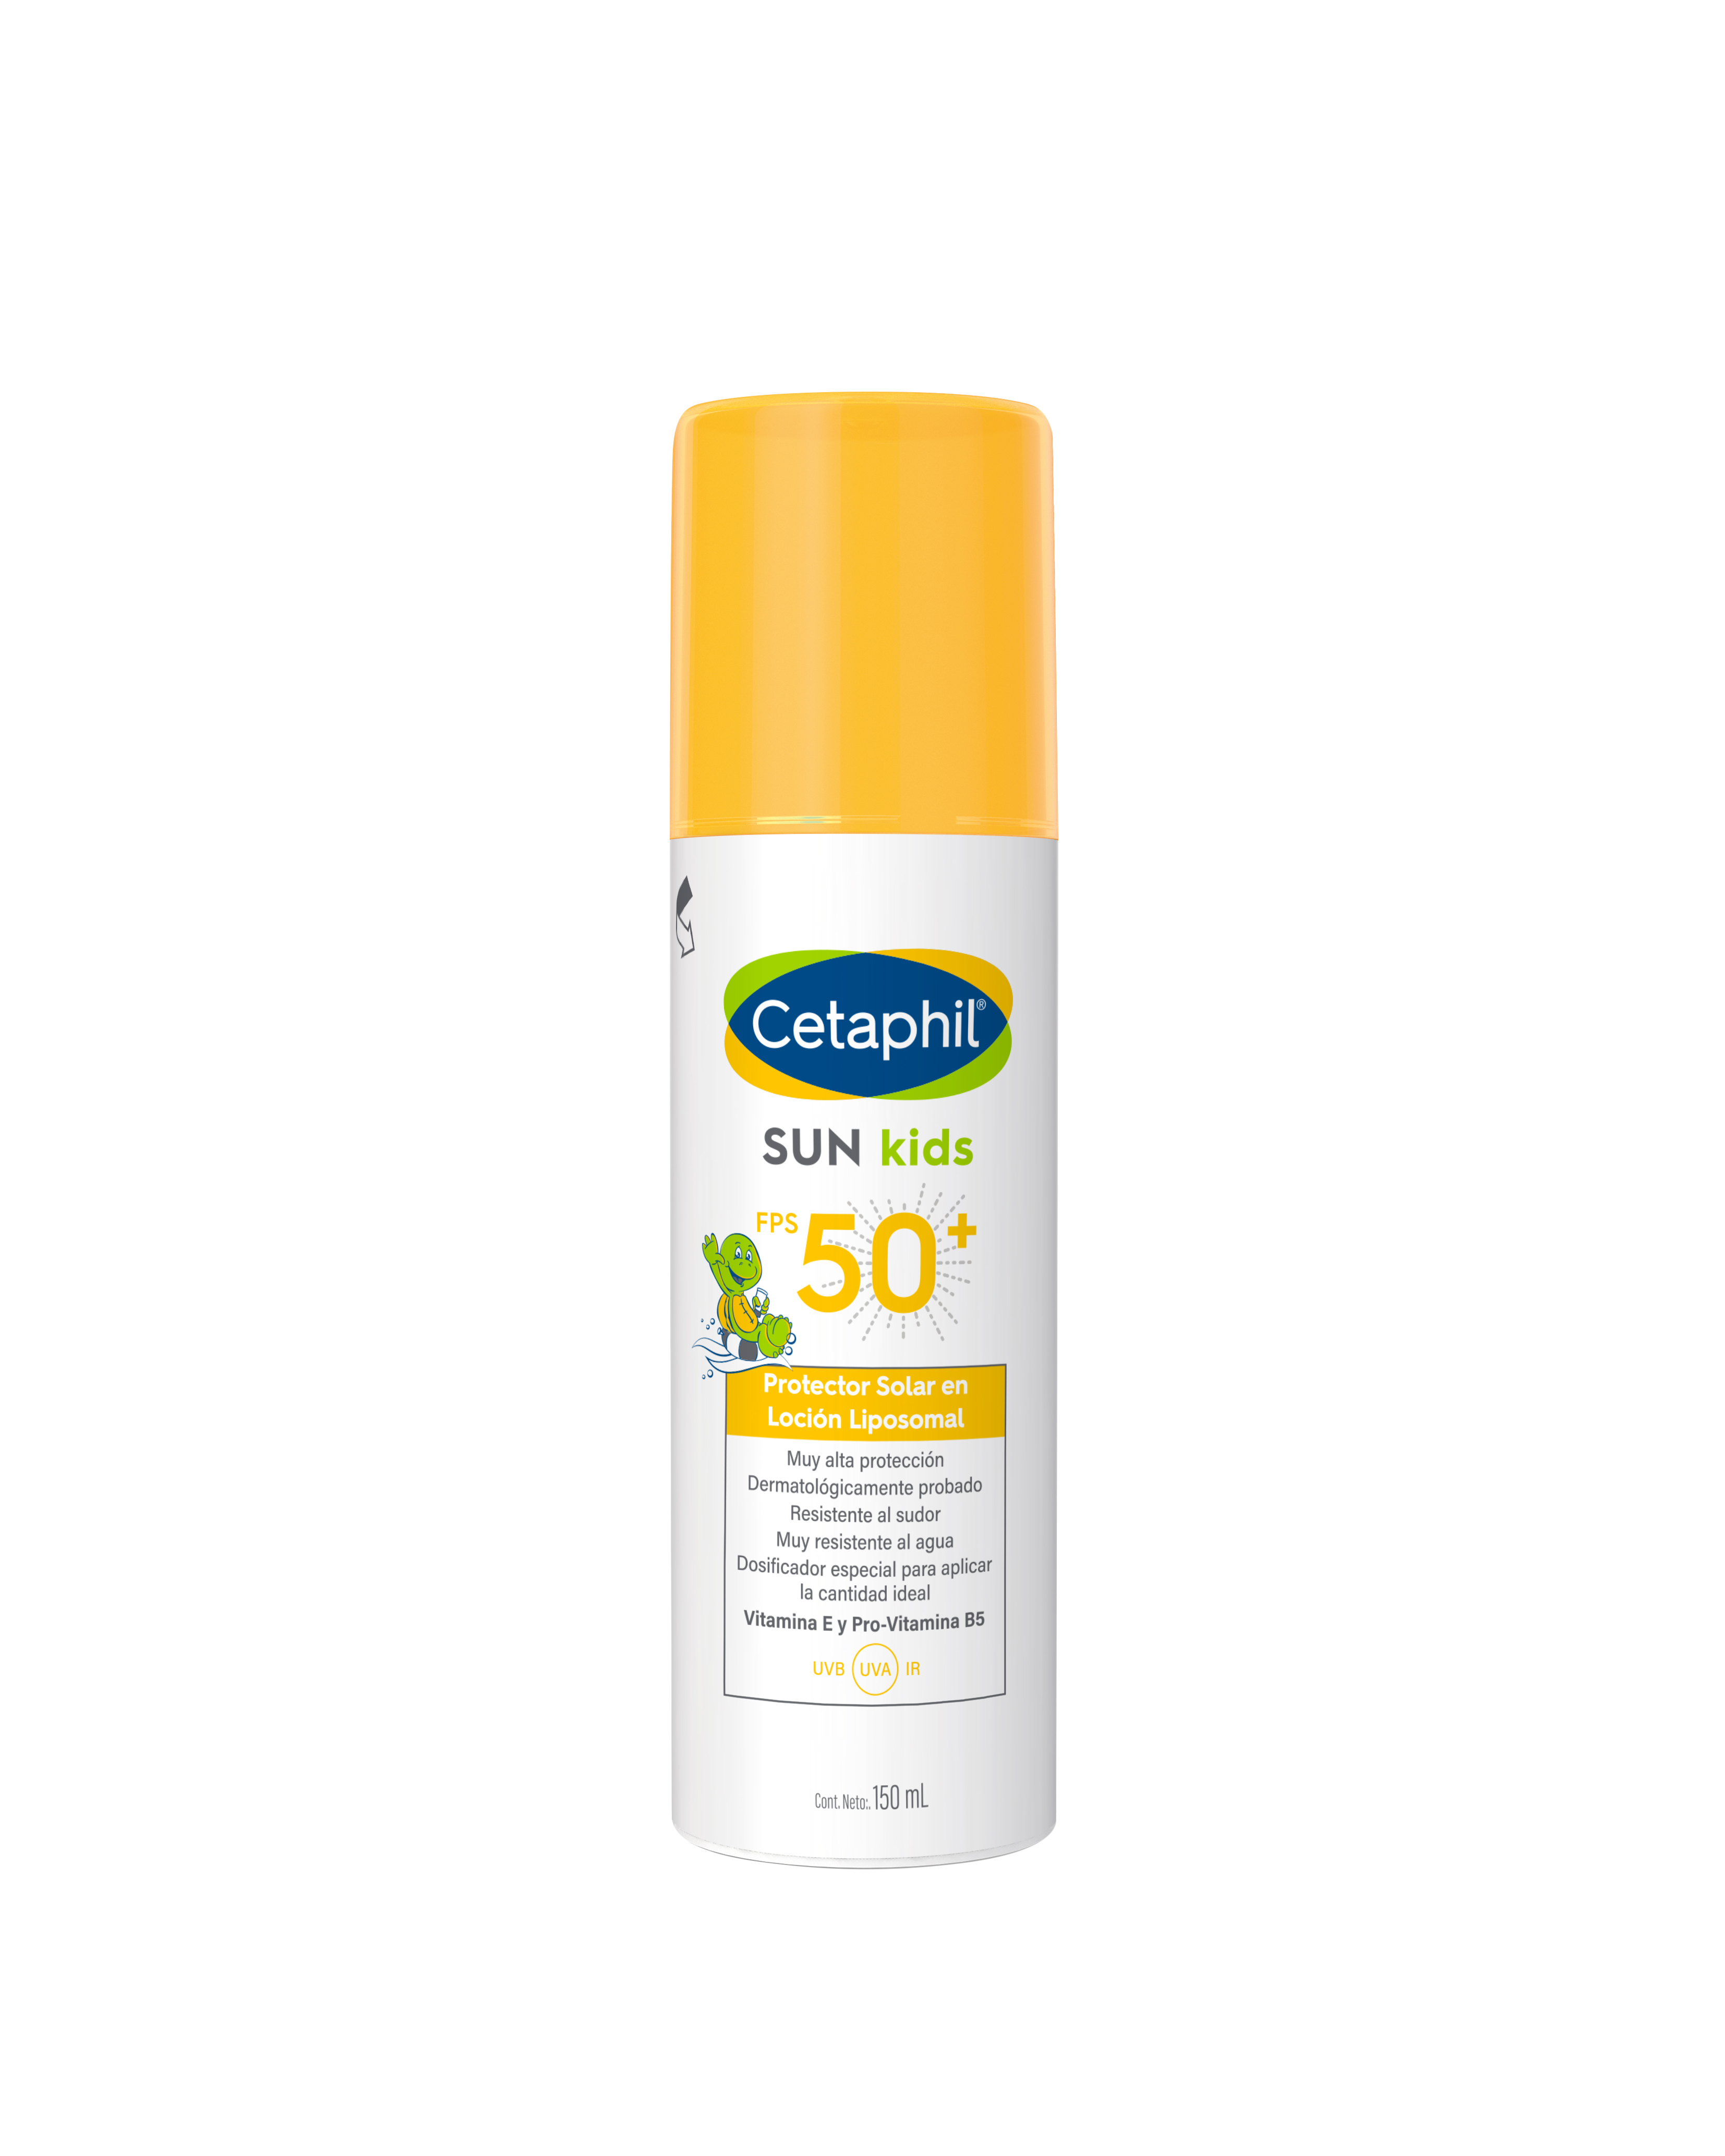 Cetaphil®
SUN kids
FPS 50+
Protector Solar en
Loción Liposomal
Muy alta protección
Dermatológicamente probado
Resistente al sudor
Muy resistente al agua
Dosificador especial para aplicar
la cantidad ideal
Vitamina E y Pro-Vitamina B5
UVB UVA IR
Cont. Neto:. 150 mL